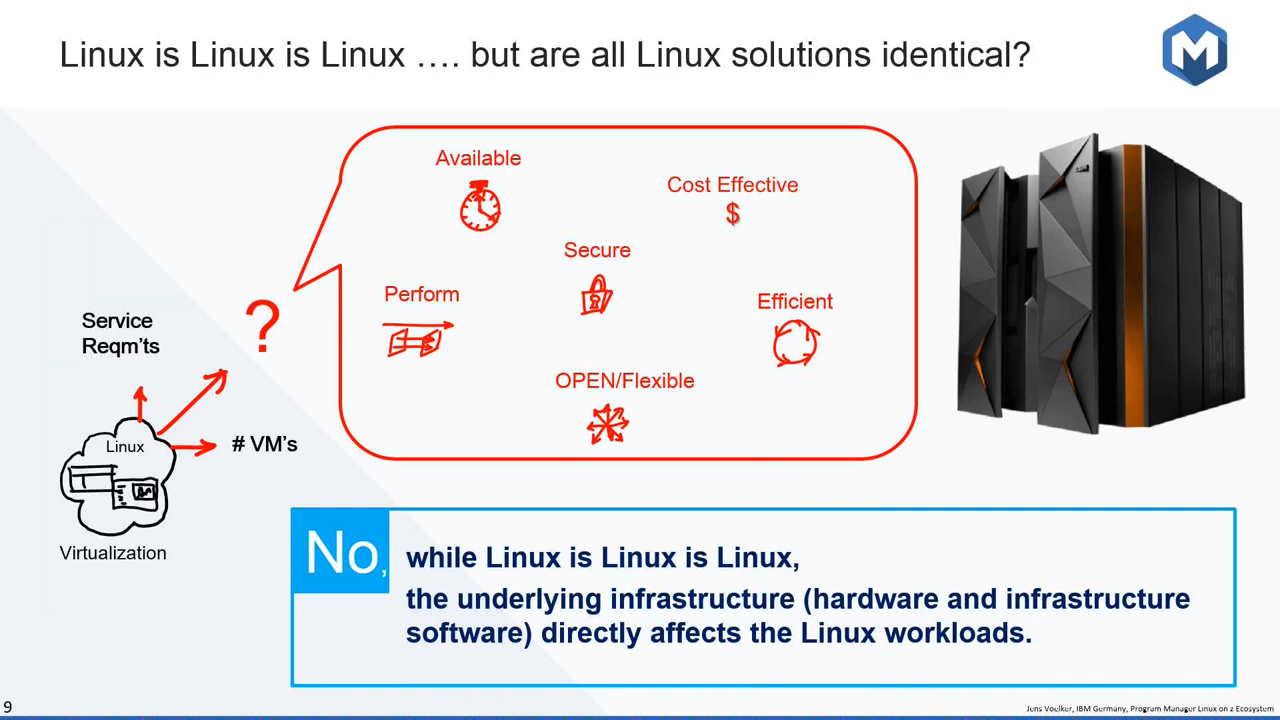 Linux is Linux is Linux …. but are all Linux solutions identical?
M
Available
Cost Effective
$
Secure
Perform
Efficient
OPEN/Flexible
?
Service
Reqm'ts
Linux
# VM's
Virtualization
No,
while Linux is Linux is Linux,
the underlying infrastructure (hardware and infrastructure
software) directly affects the Linux workloads.
9
Jens Voelker, IBM Germany, Program Manager Linux on z Ecosystem